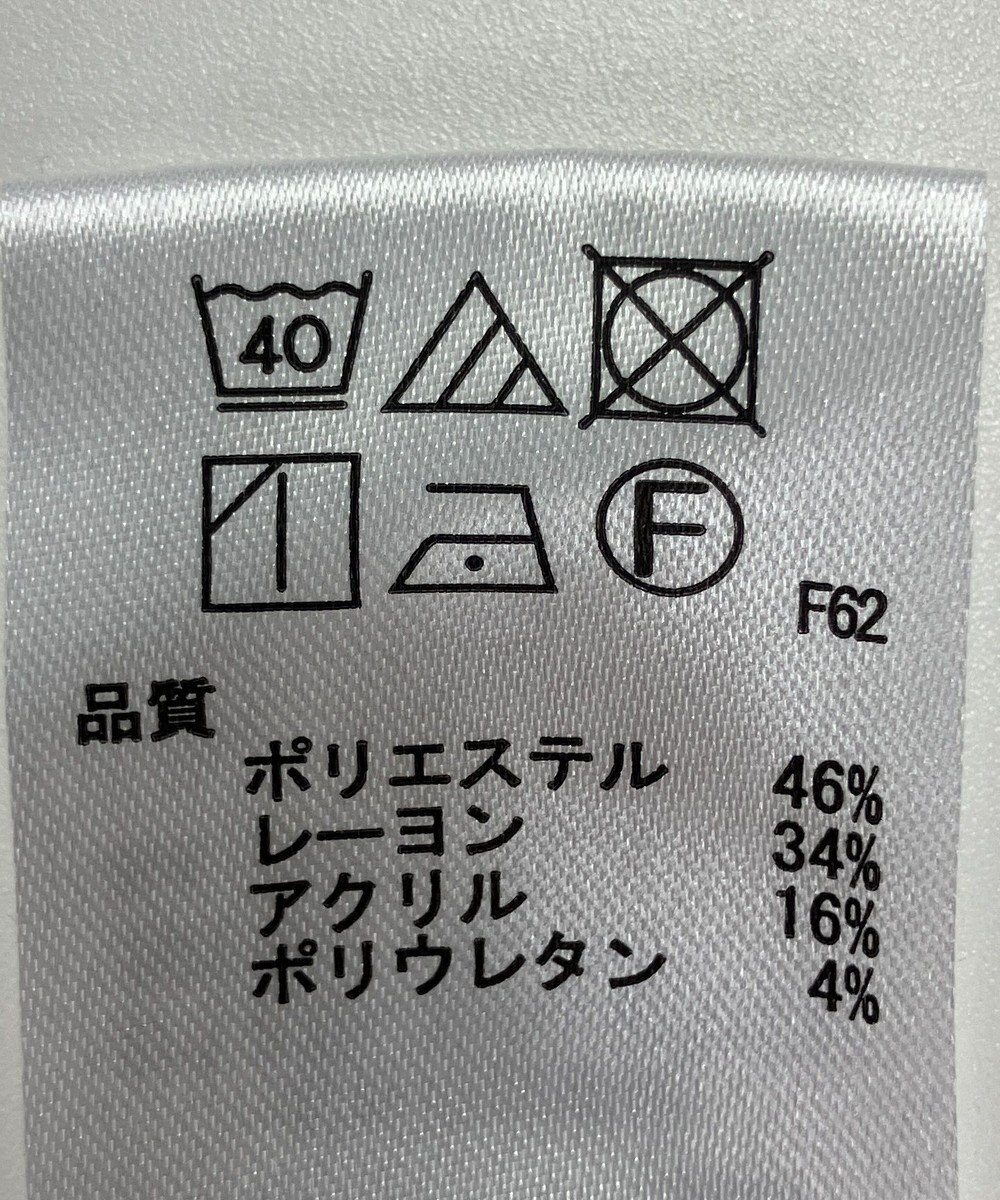 40
F
F62
品質
ポリエステル 46%
レーヨン 34%
アクリル 16%
ポリウレタン 4%